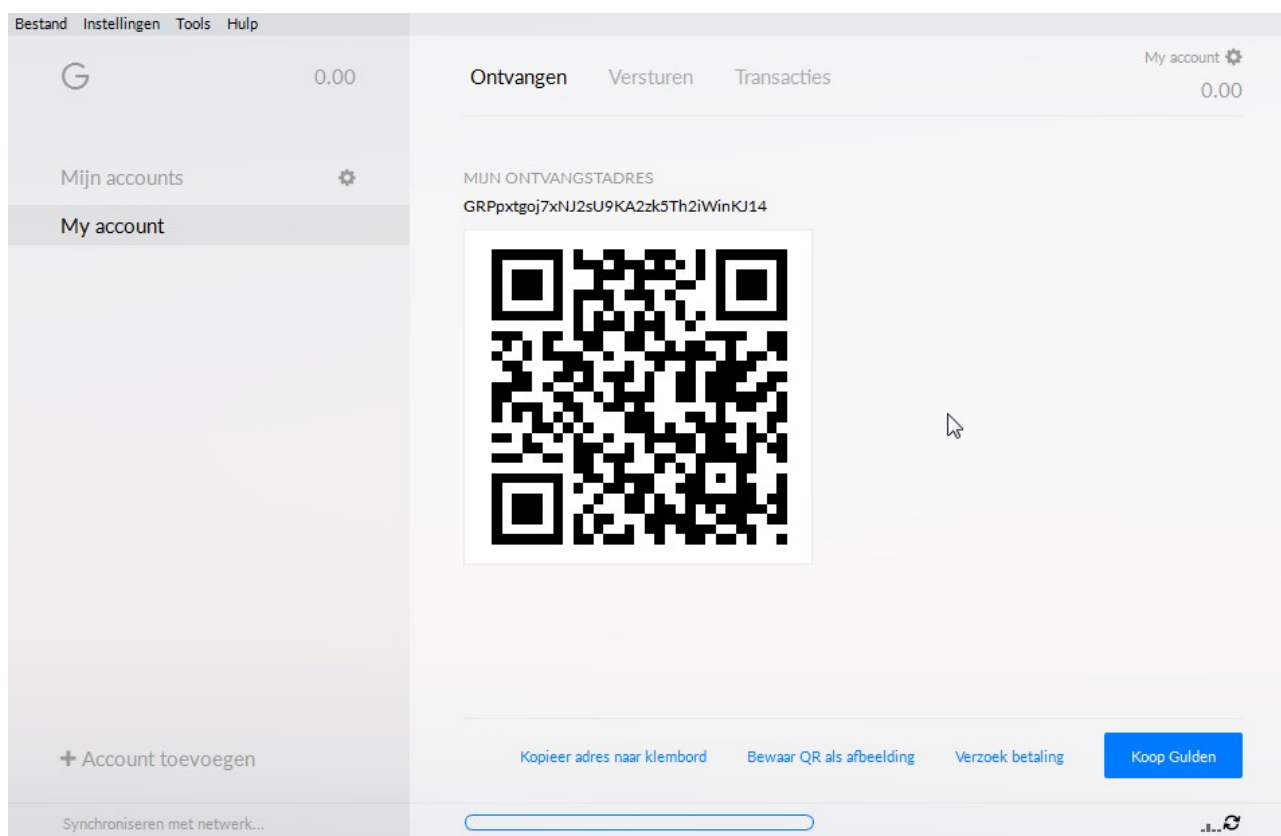 Bestand Instellingen Tools Hulp
G 0.00
Mijn accounts
My account
+ Account toevoegen
Synchroniseren met netwerk...
Ontvangen Versturen Transacties
My account
0.00
MIJN ONTVANGSTADRES
GRPpxtgoj7xNJ2sU9KA2zk5Th2iWinKJ14
Kopieer adres naar klembord Bewaar QR als afbeelding Verzoek betaling Koop Gulden